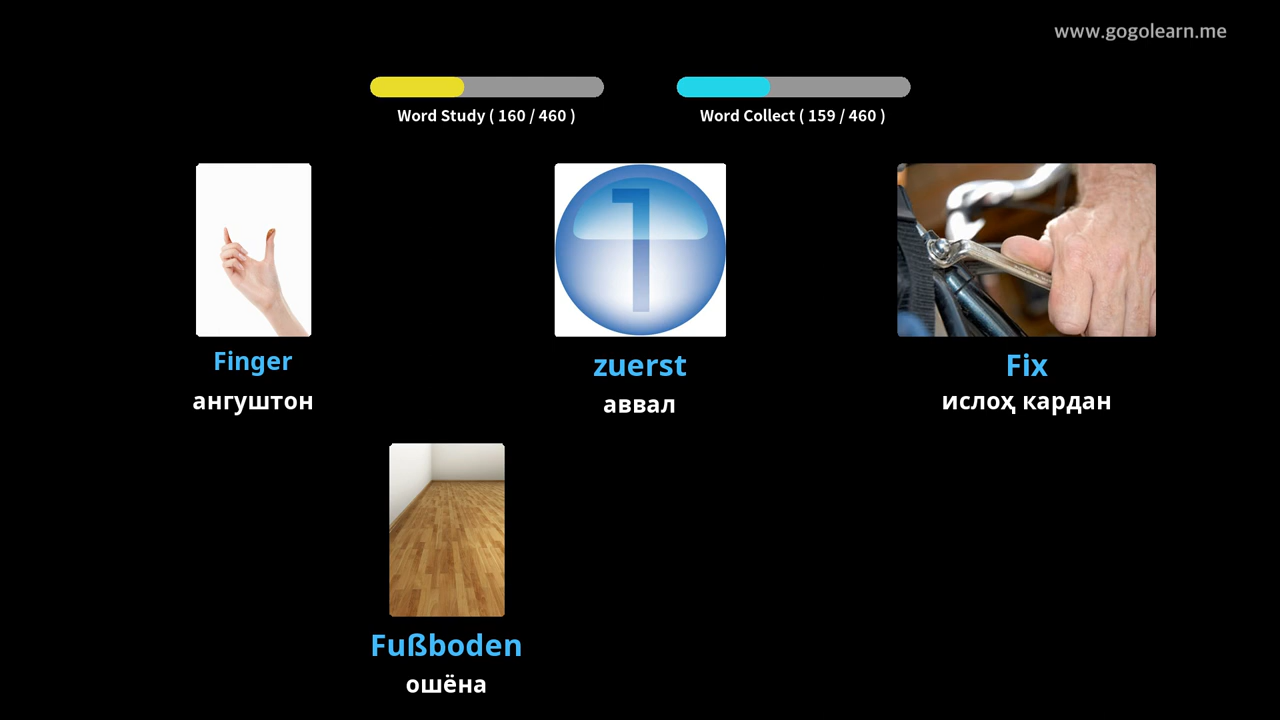 www.gogolearn.me
Word Study ( 160 / 460 )
Word Collect ( 159 / 460 )
1
Finger
ангуштон
zuerst
аввал
Fix
ислоҳ кардан
Fußboden
ошёна